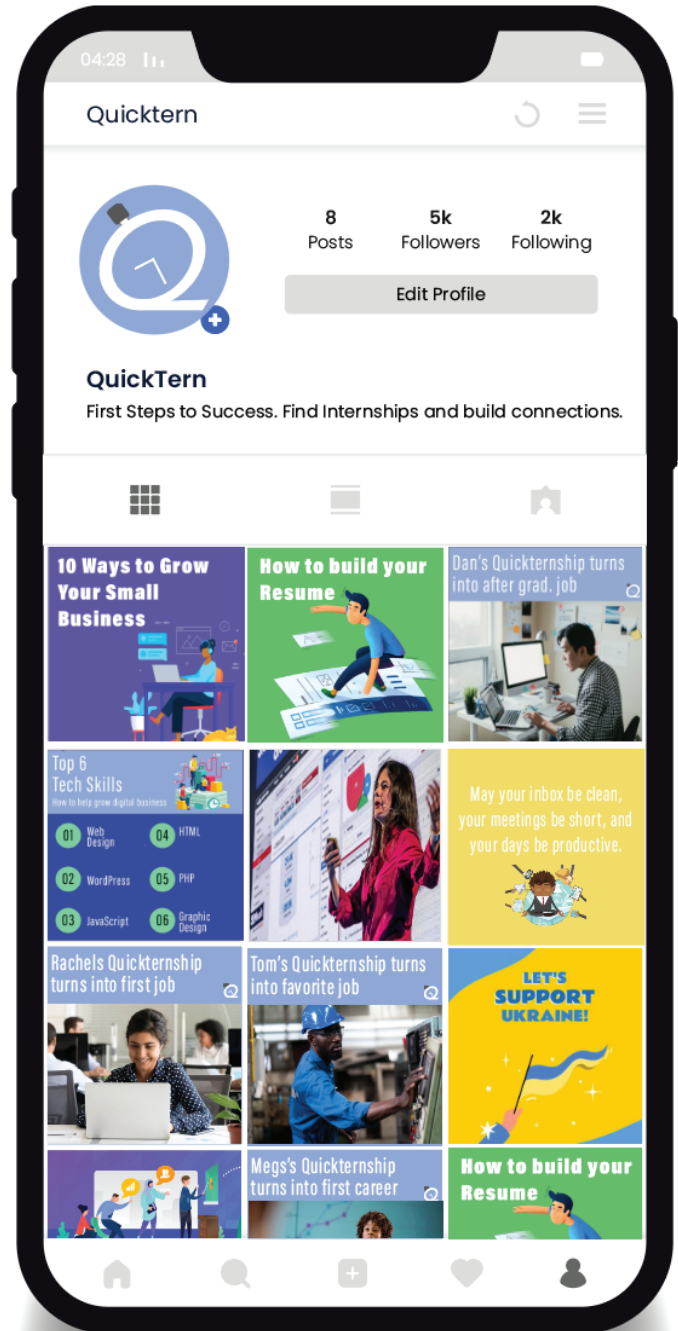 04:28
Quicktern
8
Posts
5k
Followers
2k
Following
Edit Profile
QuickTern
First Steps to Success. Find Internships and build connections.
10 Ways to Grow
Your Small
Business
How to build your
Resume
Dan's Quickternship turns
into after grad. job
Top 6
Tech Skills
How to help grow digital business
01 Web
Design
04 HTML
02 WordPress
05 PHP
03 JavaScript
06 Graphic
Design
May your inbox be clean,
your meetings be short, and
your days be productive.
Rachels Quickternship
turns into first job
Tom's Quickternship turns
into favorite job
LET'S
SUPPORT
UKRAINE!
Megs's Quickternship
turns into first career
How to build your
Resume